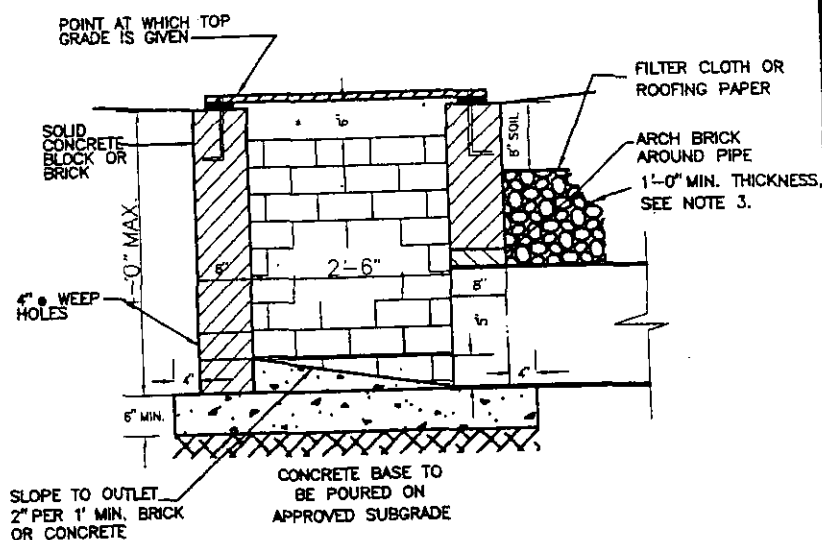 POINT AT WHICH TOP
GRADE IS GIVEN
FILTER CLOTH OR
ROOFING PAPER
SOLID
CONCRETE
BLOCK OR
BRICK
8" SOIL
ARCH BRICK
AROUND PIPE
1'-0" MIN. THICKNESS,
SEE NOTE 3.
'-0" MAX.
2'-6"
8"
4" WEEP
HOLES
4"
4"
6" MIN.
SLOPE TO OUTLET
2" PER 1' MIN. BRICK
OR CONCRETE
CONCRETE BASE TO
BE POURED ON
APPROVED SUBGRADE